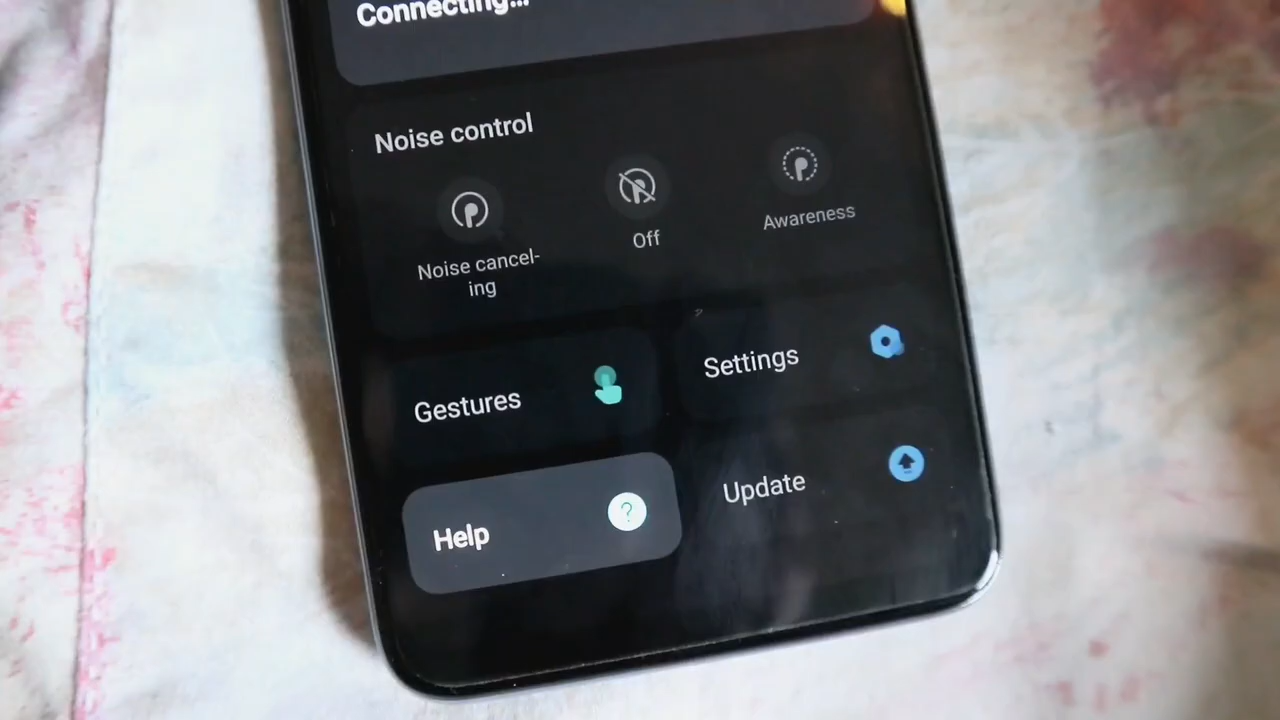 Connecting...
Noise control
Noise cancel-
ing
Off
Awareness
Gestures
Settings
Help
?
Update